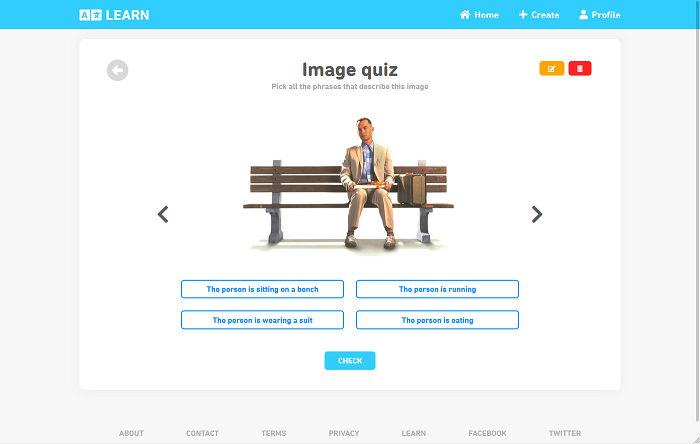 LEARN
Home
Create
Profile
Image quiz
Pick all the phrases that describe this image
The person is sitting on a bench
The person is running
The person is wearing a suit
The person is eating
CHECK
ABOUT
CONTACT
TERMS
PRIVACY
LEARN
FACEBOOK
TWITTER